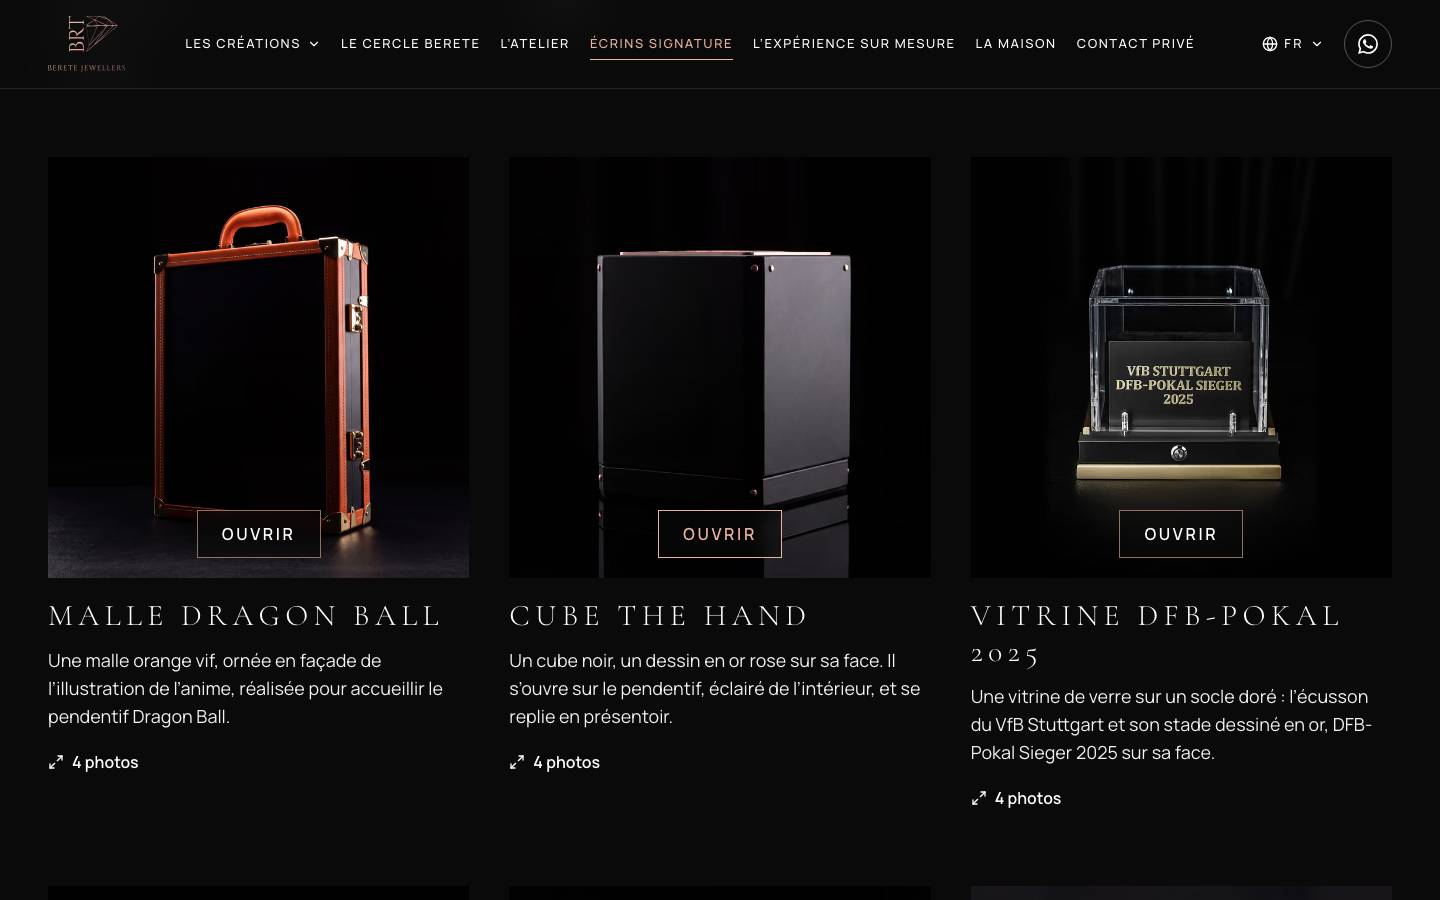 BRT
BERETE JEWELLERS
LES CRÉATIONS
LE CERCLE BERETE
L'ATELIER
ÉCRINS SIGNATURE
L'EXPÉRIENCE SUR MESURE
LA MAISON
CONTACT PRIVÉ
FR
VfB STUTTGART
DFB-POKAL SIEGER
2025
OUVRIR
OUVRIR
OUVRIR
MALLE DRAGON BALL
Une malle orange vif, ornée en façade de
l’illustration de l’anime, réalisée pour accueillir le
pendentif Dragon Ball.
4 photos
CUBE THE HAND
Un cube noir, un dessin en or rose sur sa face. Il
s’ouvre sur le pendentif, éclairé de l’intérieur, et se
replie en présentoir.
4 photos
VITRINE DFB-POKAL
2025
Une vitrine de verre sur un socle doré : l’écusson
du VfB Stuttgart et son stade dessiné en or, DFB-
Pokal Sieger 2025 sur sa face.
4 photos